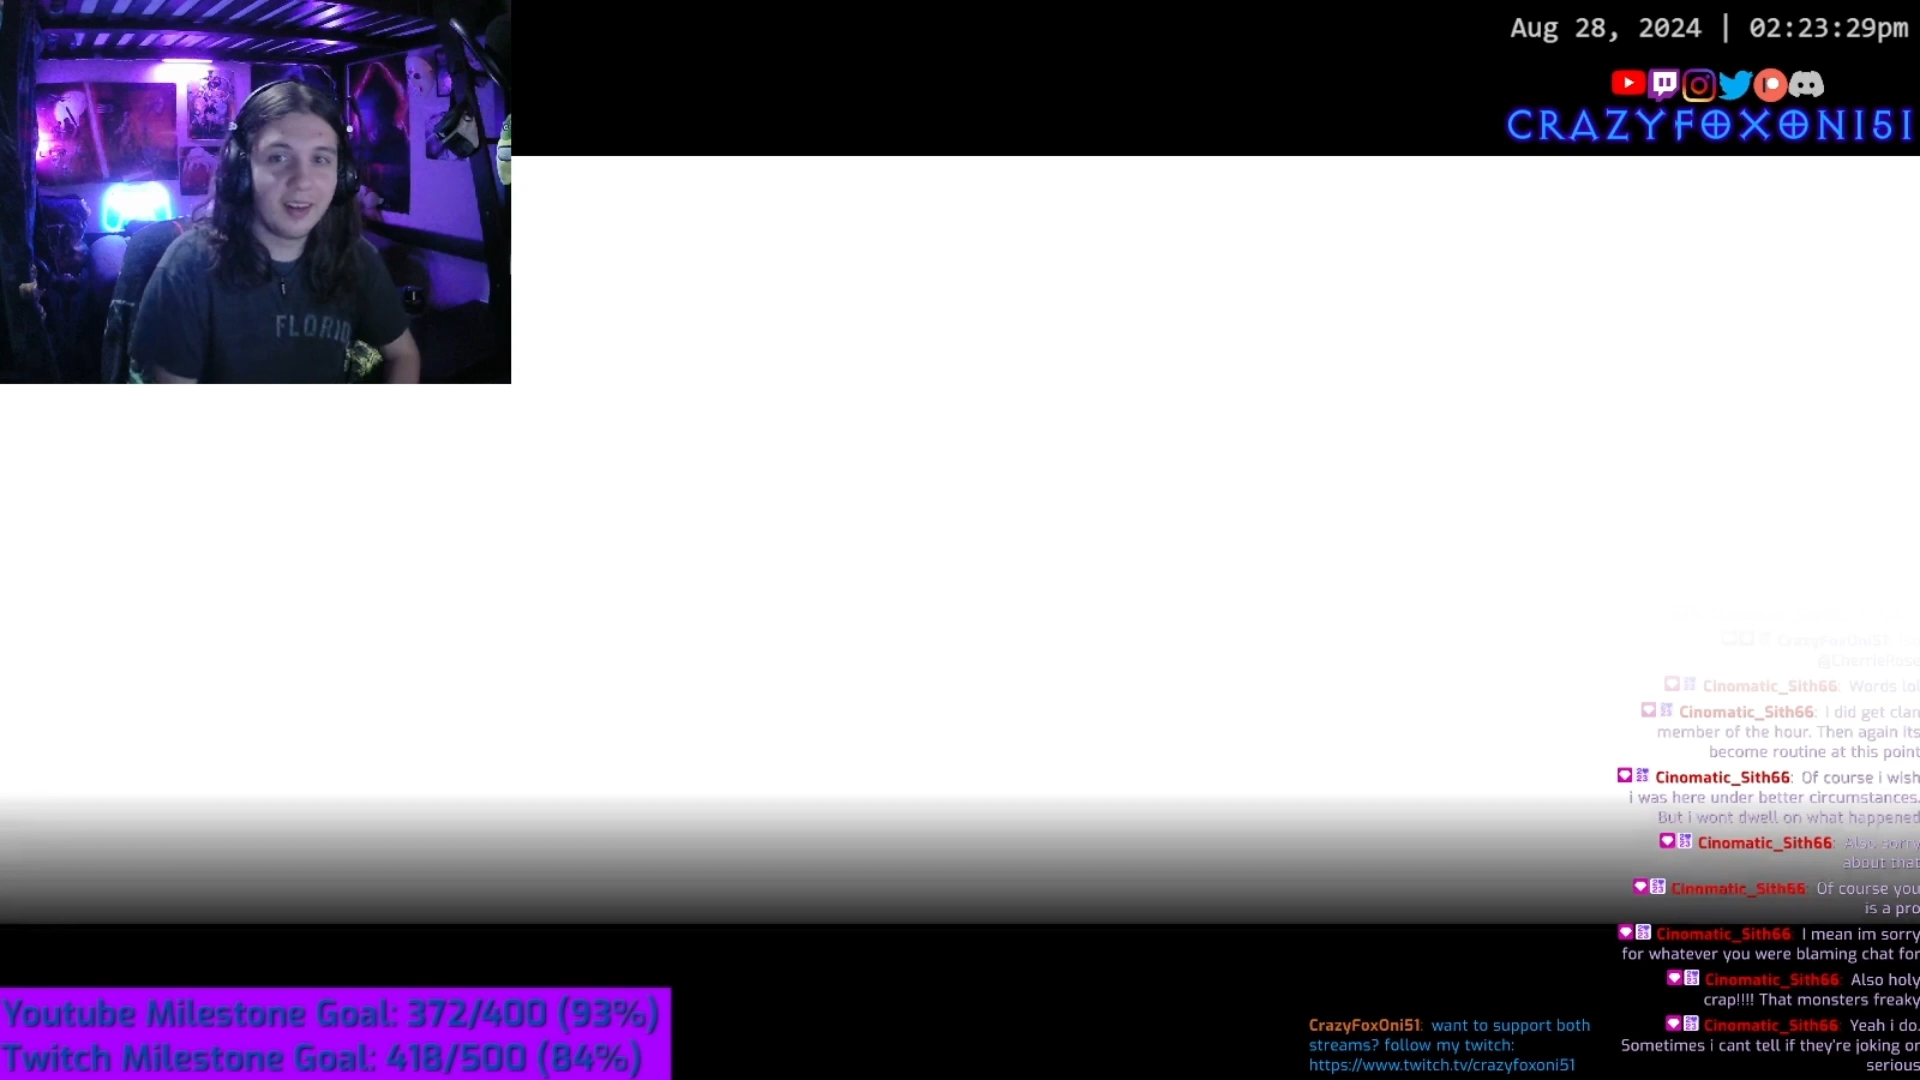 Aug 28, 2024 | 02:23:29pm
CRAZYFOXONI51
FLORID
CrazyFoxOni51:
@CherrieRose
Cinomatic_Sith66: Words lol
Cinomatic_Sith66: I did get clan
member of the hour. Then again its
become routine at this point
Cinomatic_Sith66: Of course i wish
i was here under better circumstances.
But i wont dwell on what happened
Cinomatic_Sith66: Also sorry
about that
Cinomatic_Sith66: Of course you
is a pro
Cinomatic_Sith66: I mean im sorry
for whatever you were blaming chat for
Cinomatic_Sith66: Also holy
crap!!!! That monsters freaky
Cinomatic_Sith66: Yeah i do.
Sometimes i cant tell if they're joking or
serious
CrazyFoxOni51: want to support both
streams? follow my twitch:
https://www.twitch.tv/crazyfoxoni51
Youtube Milestone Goal: 372/400 (93%)
Twitch Milestone Goal: 418/500 (84%)